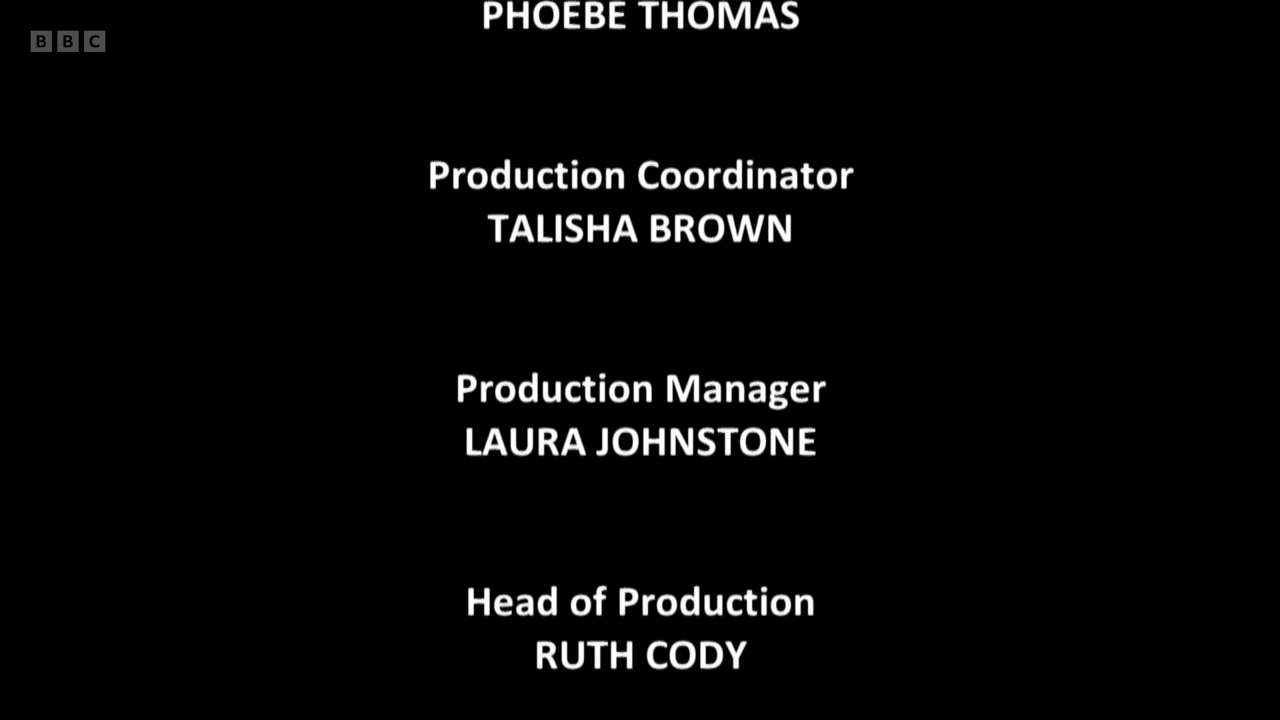 PHOEBE THOMAS
BBC
Production Coordinator
TALISHA BROWN
Production Manager
LAURA JOHNSTONE
Head of Production
RUTH CODY